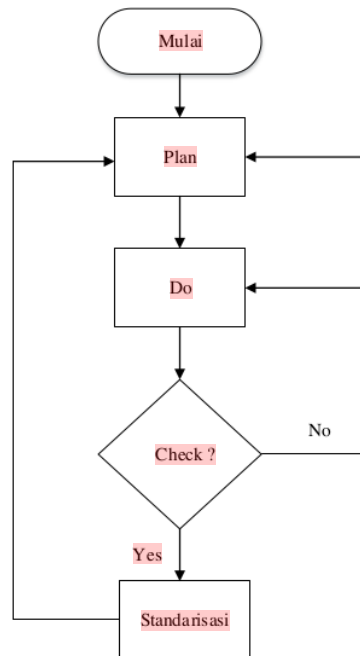 Mulai
Plan
Do
Check ?
No
Yes
Standarisasi